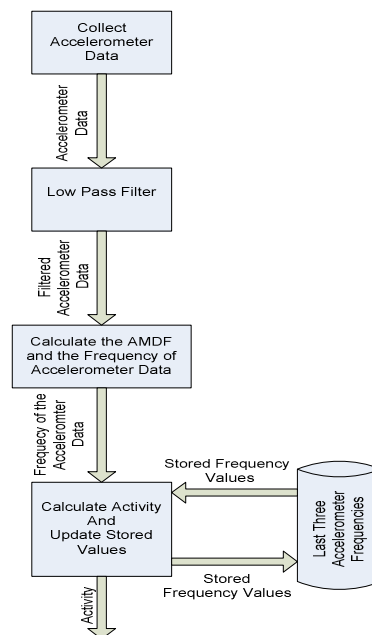 Collect
Accelerometer
Data
Accelerometer
Data
Low Pass Filter
Filtered
Accelerometer
Data
Calculate the AMDF
and the Frequency of
Accelerometer Data
Frequecy of the
Acceleromter
Data
Stored Frequency
Values
Calculate Activity
And
Update Stored
Values
Last Three
Accelerometer
Frequencies
Stored
Frequency Values
Activity